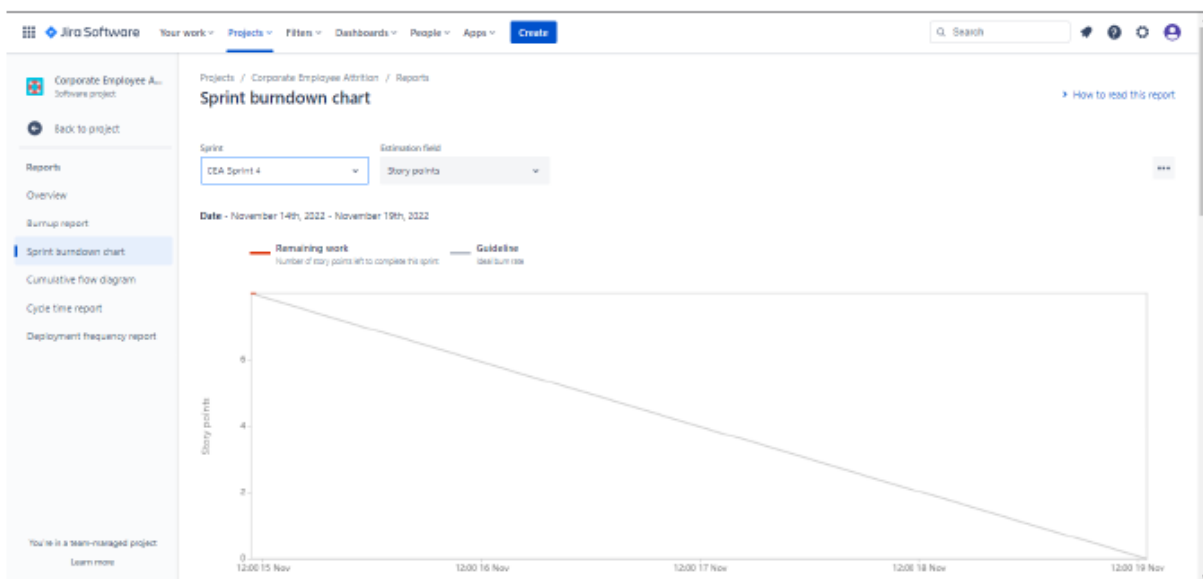 Jira Software Your work Projects Filters Dashboards People Apps Create Search
Corporate Employee A...
Software project
Back to project
Reports
Overview
Burnup report
Sprint burndown chart
Cumulative flow diagram
Cycle time report
Deployment frequency report
You're in a team-managed project
Learn more
Projects / Corporate Employee Attrition / Reports
Sprint burndown chart
How to read this report
Sprint Estimation field
CEA Sprint 4 Story points
Date - November 14th, 2022 - November 19th, 2022
Remaining work Guideline
Number of story points left to complete this sprint Ideal burn rate
Story points
6
4
2
0
12:00 15 Nov 12:00 16 Nov 12:00 17 Nov 12:00 18 Nov 12:00 19 Nov